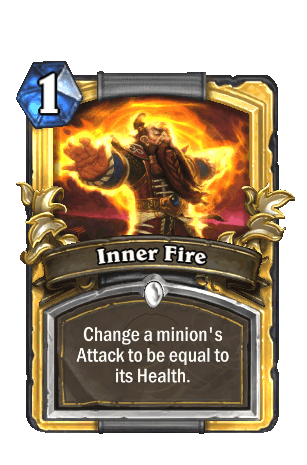 1
Inner Fire
Change a minion's
Attack to be equal to
its Health.